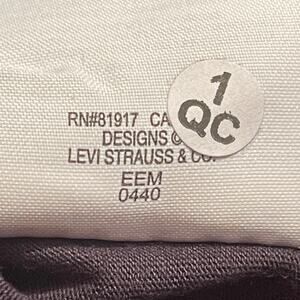 1
QC
RN#81917 CA
DESIGNS ©
LEVI STRAUSS & CO.
EEM
0440